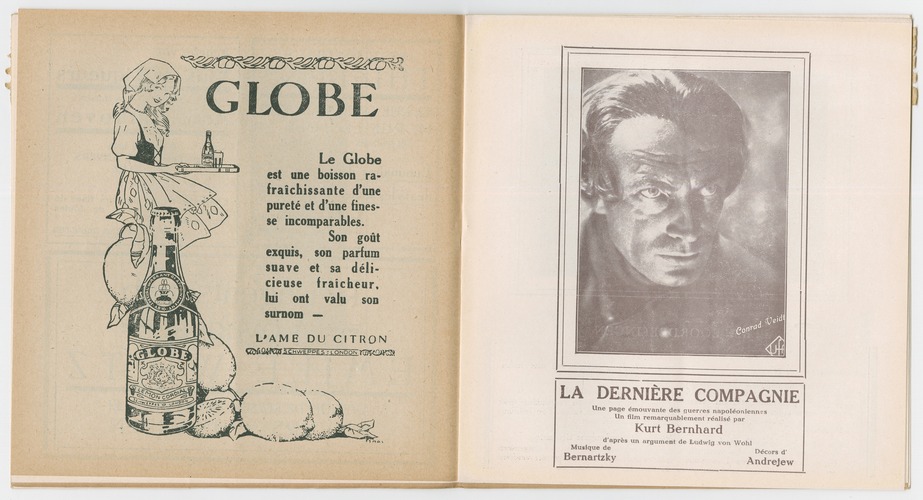 GLOBE
Le Globe
est une boisson ra-
fraîchissante d'une
pureté et d'une fines-
se incomparables.
Son goût
exquis, son parfum
suave et sa déli-
cieuse fraîcheur,
lui ont valu son
surnom —
L'AME DU CITRON
SCHWEPPES - LONDON
GLOBE
LEMON CORDIAL
Conrad Veidt
UFA
LA DERNIÈRE COMPAGNIE
Une page émouvante des guerres napoléoniennes
Un film remarquablement réalisé par
Kurt Bernhard
d'après un argument de Ludwig von Wohl
Musique de
Bernartzky
Décors d'
Andrejew